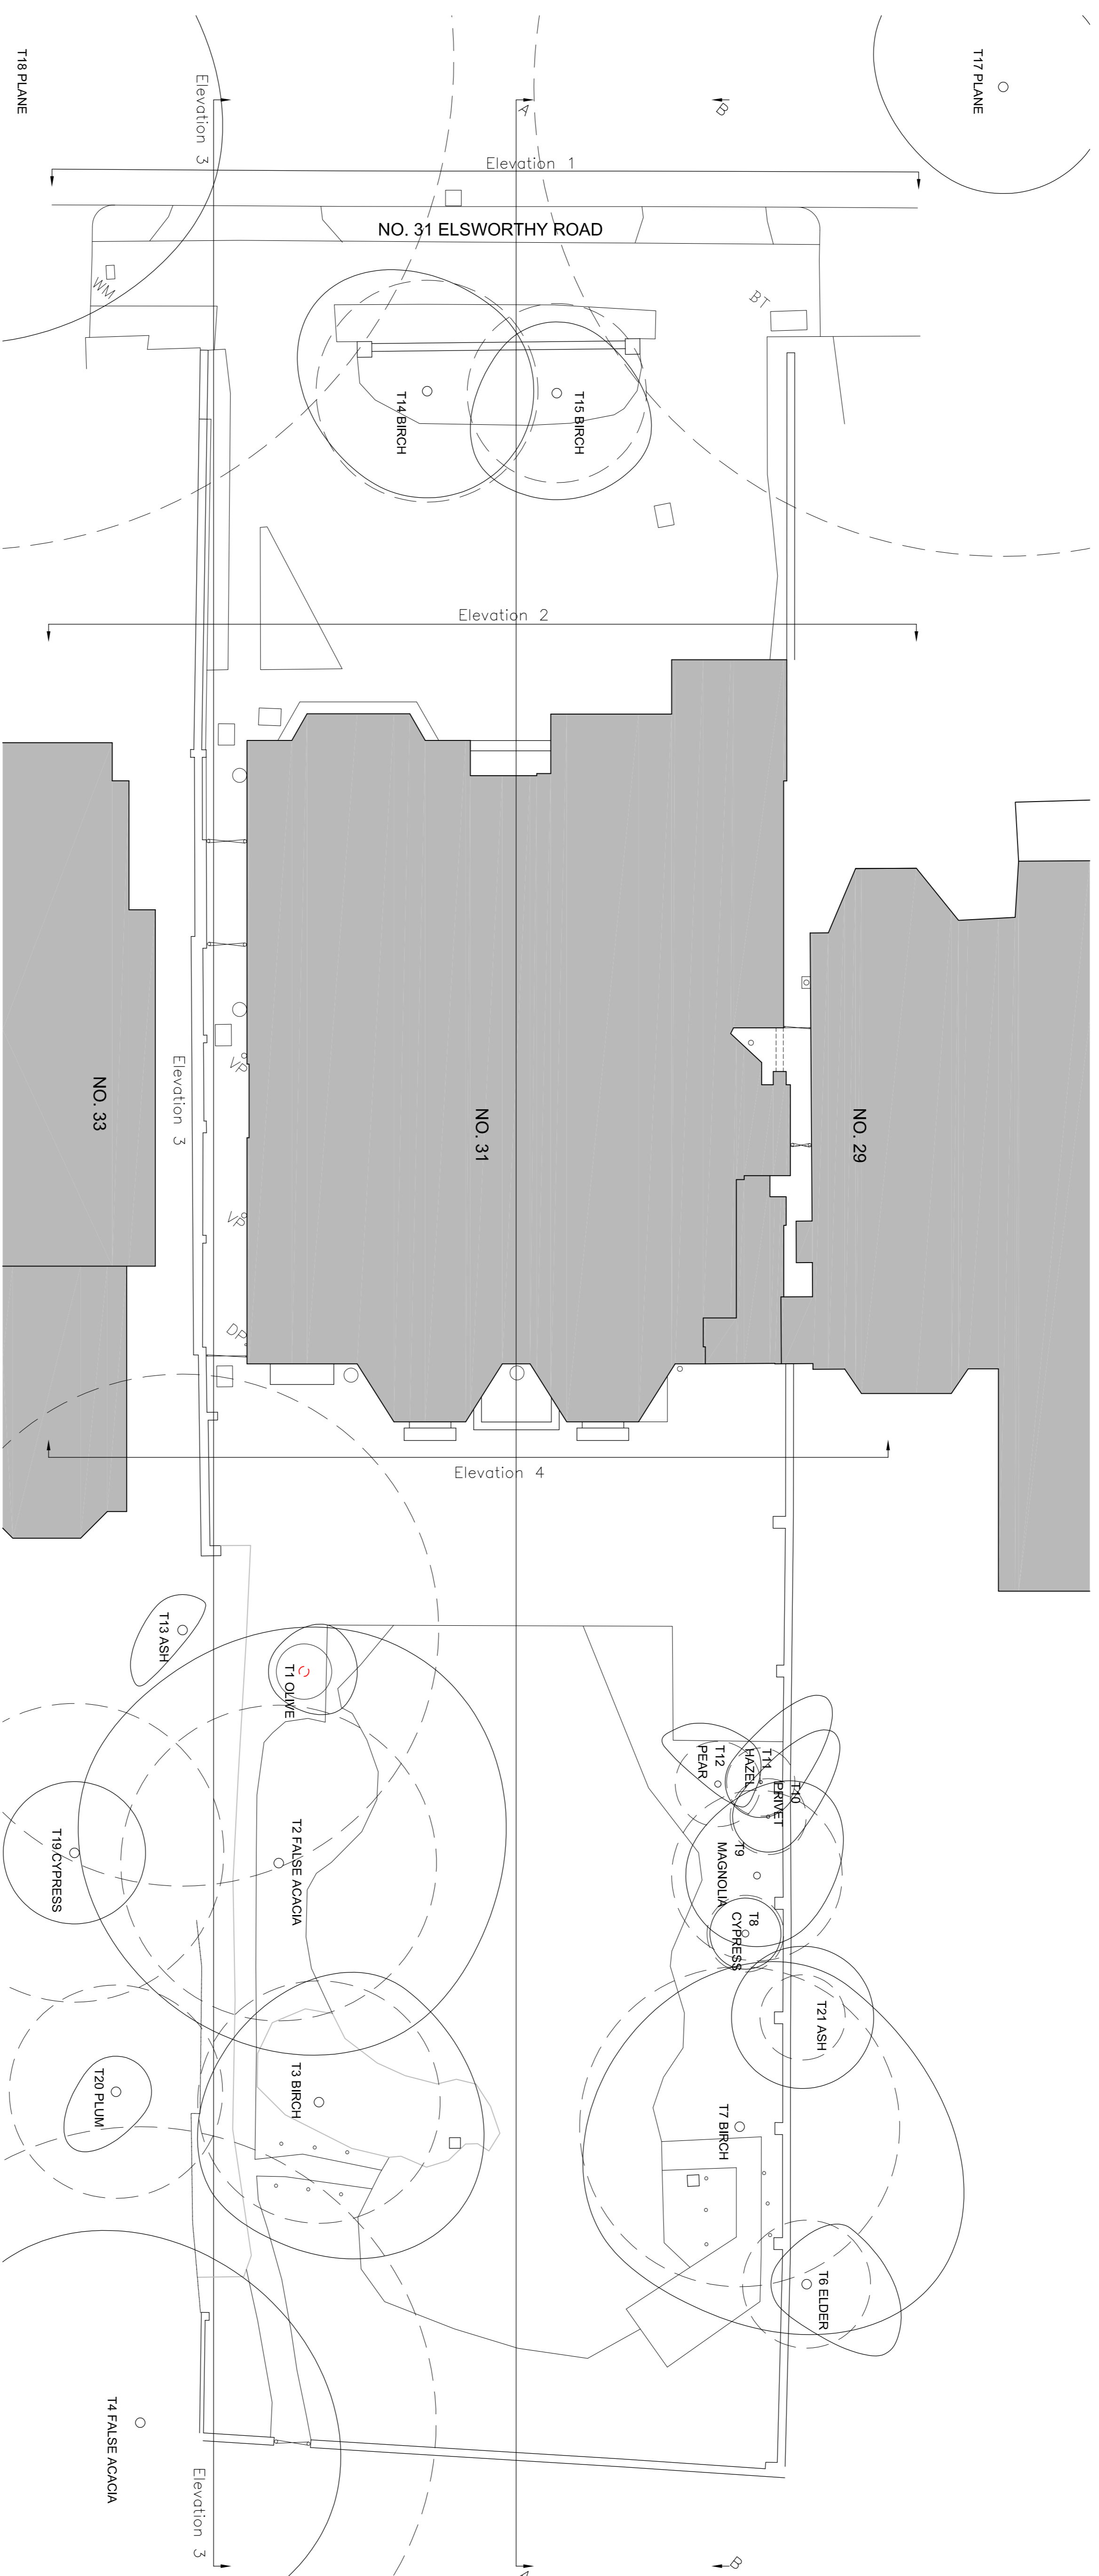 T18 PLANE
T17 PLANE
Elevation 3
A
B
Elevation 1
NO. 31 ELSWORTHY ROAD
WM
BT
T14 BIRCH
T15 BIRCH
Elevation 2
VP
Elevation 3
NO. 33
NO. 31
NO. 29
VP
DP
Elevation 4
T13 ASH
T1 OLIVE
T12
PEAR
T11
HAZEL
T10
PRIVET
T19 CYPRESS
T2 FALSE ACACIA
T9
MAGNOLIA
T8
CYPRESS
T21 ASH
T20 PLUM
T3 BIRCH
T7 BIRCH
T6 ELDER
T4 FALSE ACACIA
Elevation 3
B